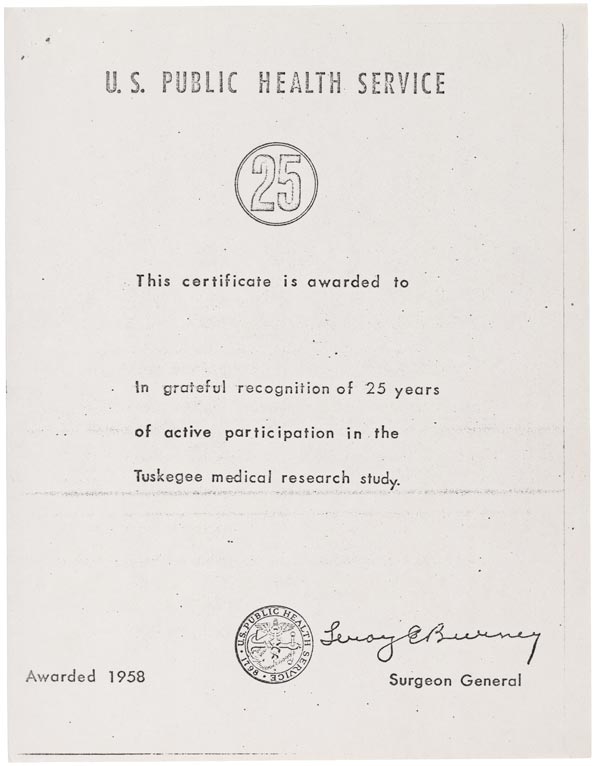 U. S. PUBLIC HEALTH SERVICE
25
This certificate is awarded to
In grateful recognition of 25 years
of active participation in the
Tuskegee medical research study.
U.S. PUBLIC HEALTH SERVICE • 1798 •
Leroy E Burney
Awarded 1958
Surgeon General